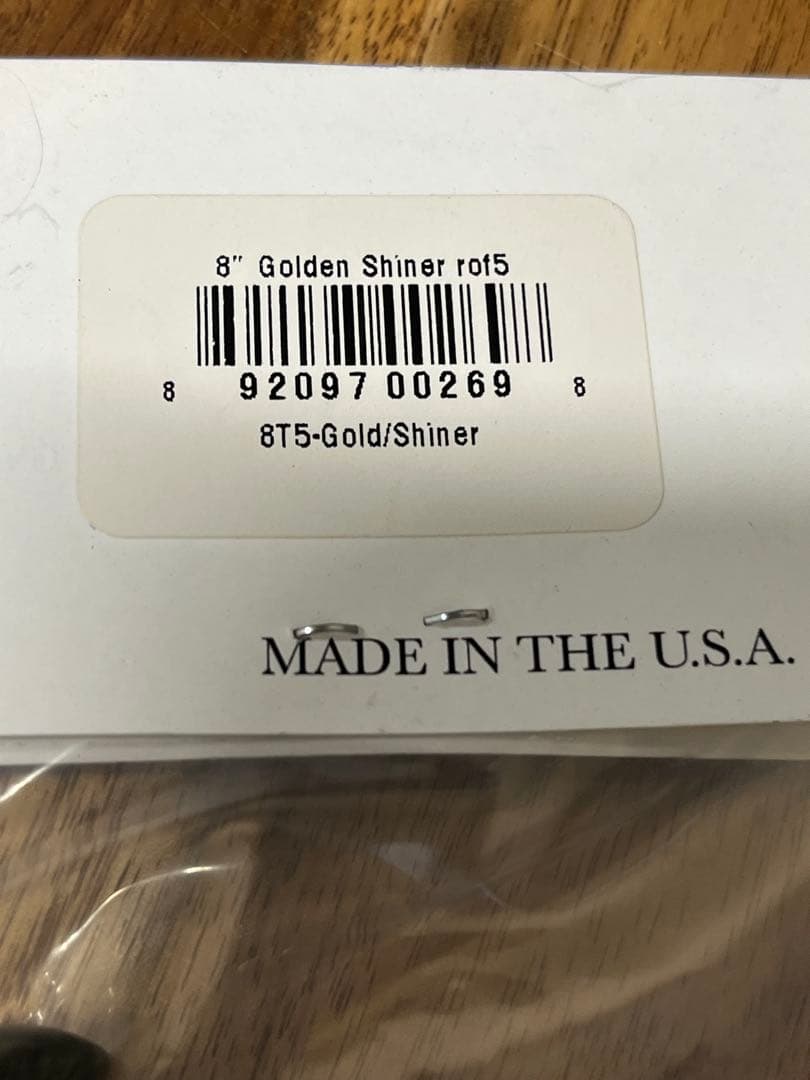 8" Golden Shiner rof5
8 92097 00269 8
8T5-Gold/Shiner
MADE IN THE U.S.A.